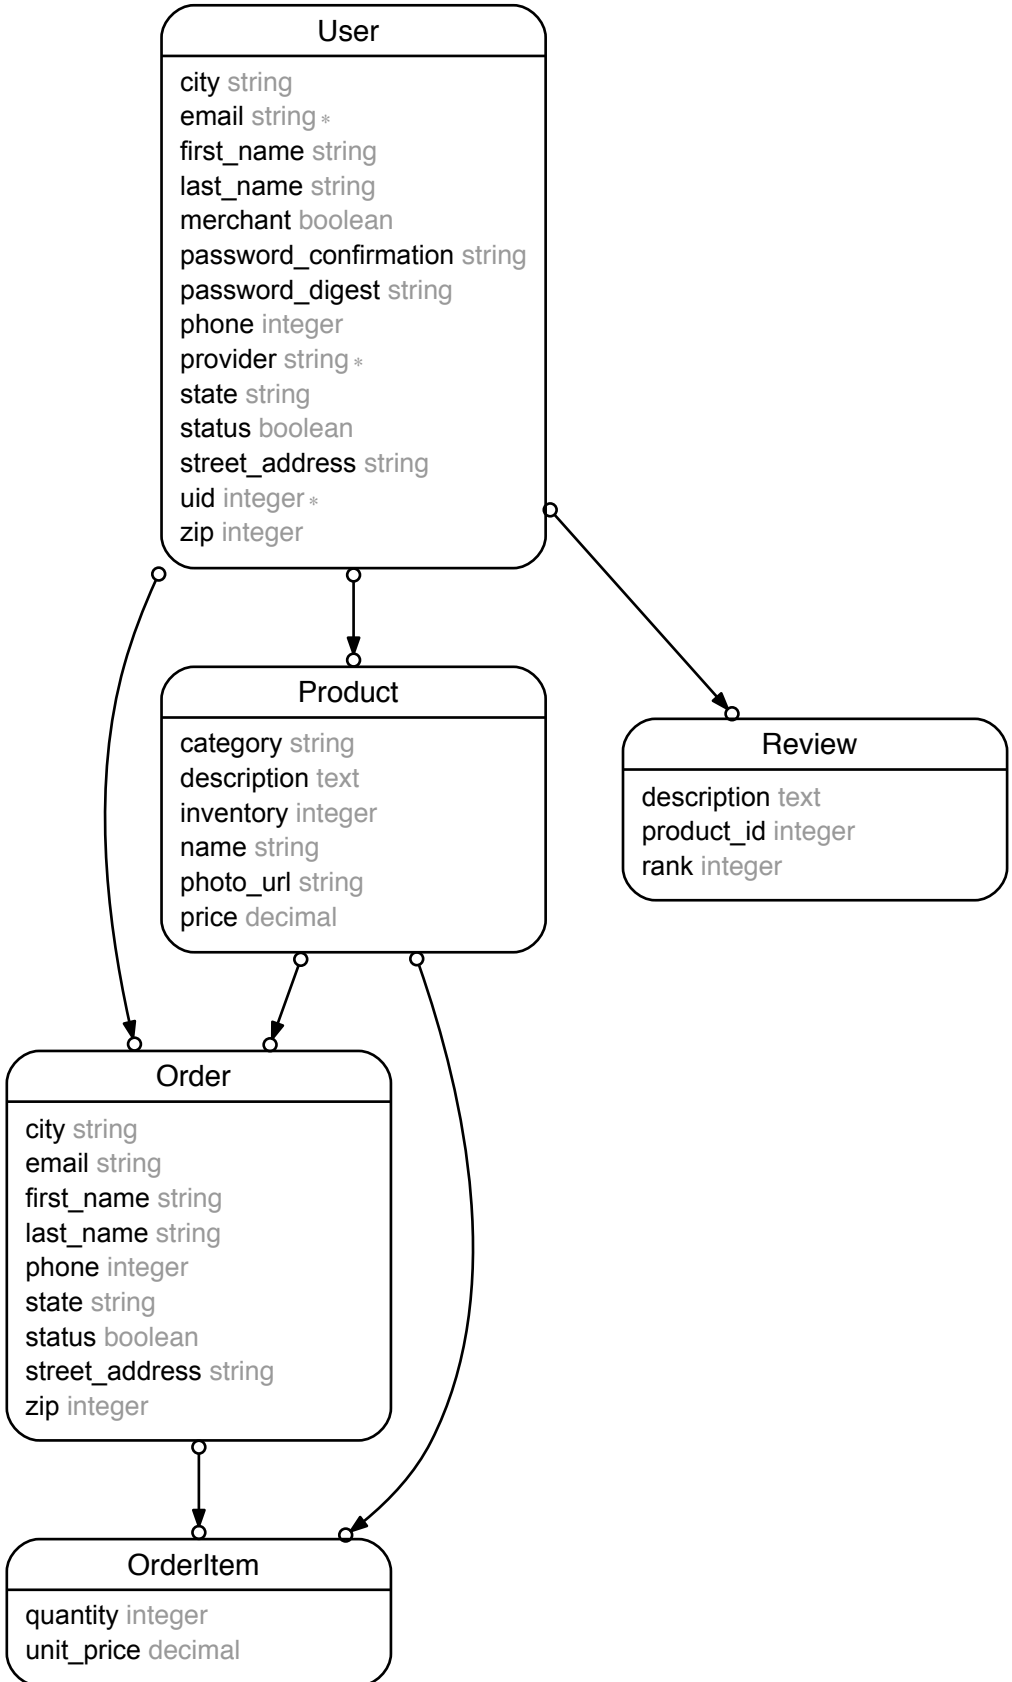 User
city string
email string *
first_name string
last_name string
merchant boolean
password_confirmation string
password_digest string
phone integer
provider string *
state string
status boolean
street_address string
uid integer *
zip integer
Product
category string
description text
inventory integer
name string
photo_url string
price decimal
Review
description text
product_id integer
rank integer
Order
city string
email string
first_name string
last_name string
phone integer
state string
status boolean
street_address string
zip integer
OrderItem
quantity integer
unit_price decimal